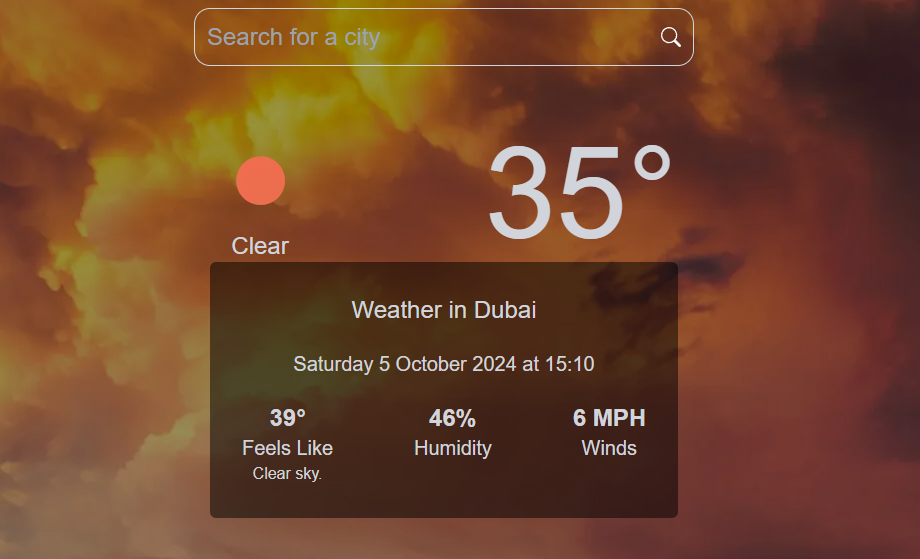 Search for a city
35°
Clear
Weather in Dubai
Saturday 5 October 2024 at 15:10
39° 46% 6 MPH
Feels Like Humidity Winds
Clear sky.